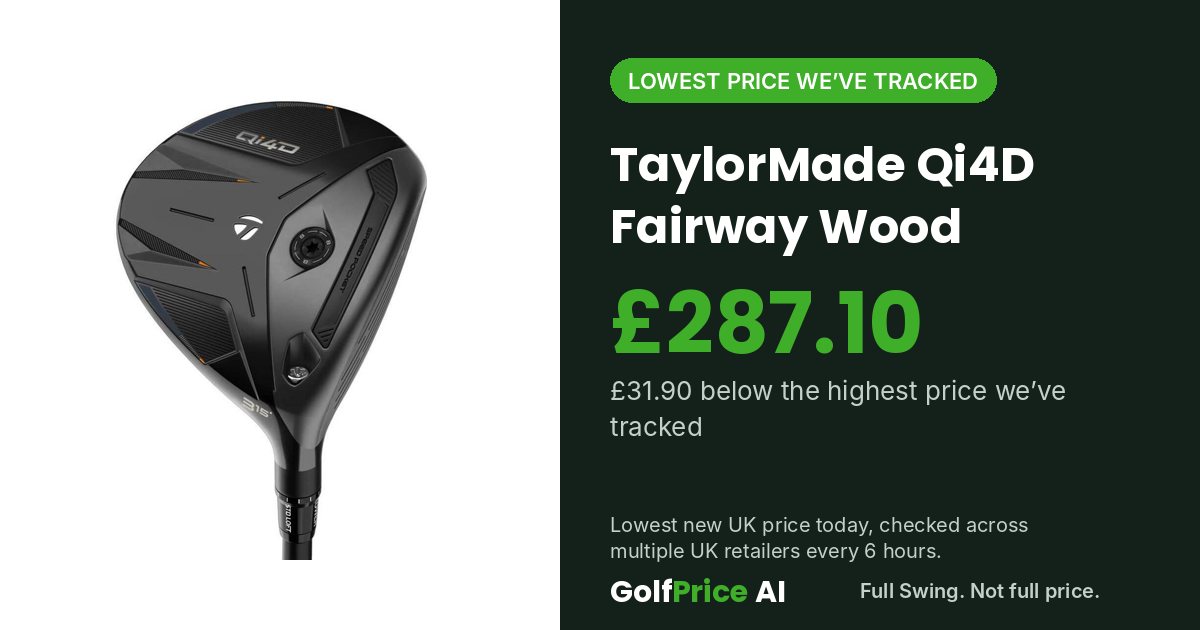 Qi4D
SPEED POCKET
3 15°
STD LOFT
LOWEST PRICE WE’VE TRACKED
TaylorMade Qi4D
Fairway Wood
£287.10
£31.90 below the highest price we’ve
tracked
Lowest new UK price today, checked across
multiple UK retailers every 6 hours.
GolfPrice AI
Full Swing. Not full price.